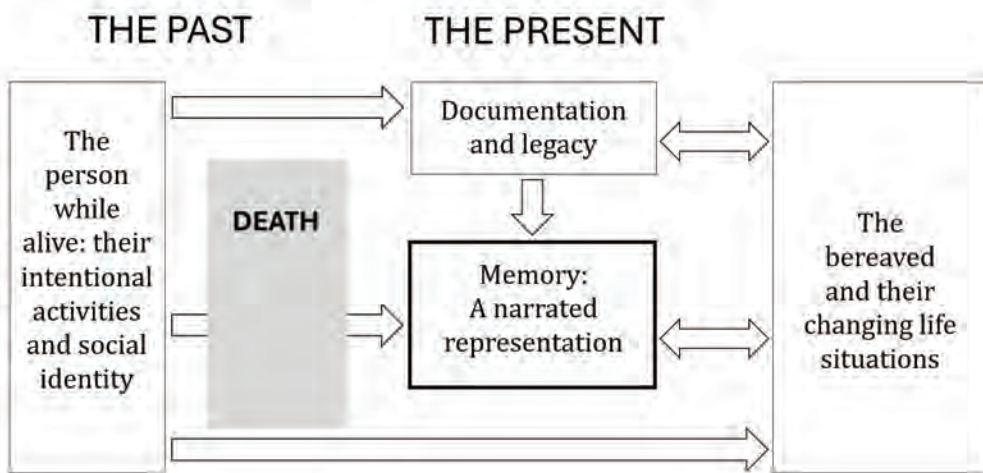 THE PAST
THE PRESENT
The
person
while
alive: their
intentional
activities
and social
identity
DEATH
Documentation
and legacy
Memory:
A narrated
representation
The
bereaved
and their
changing life
situations